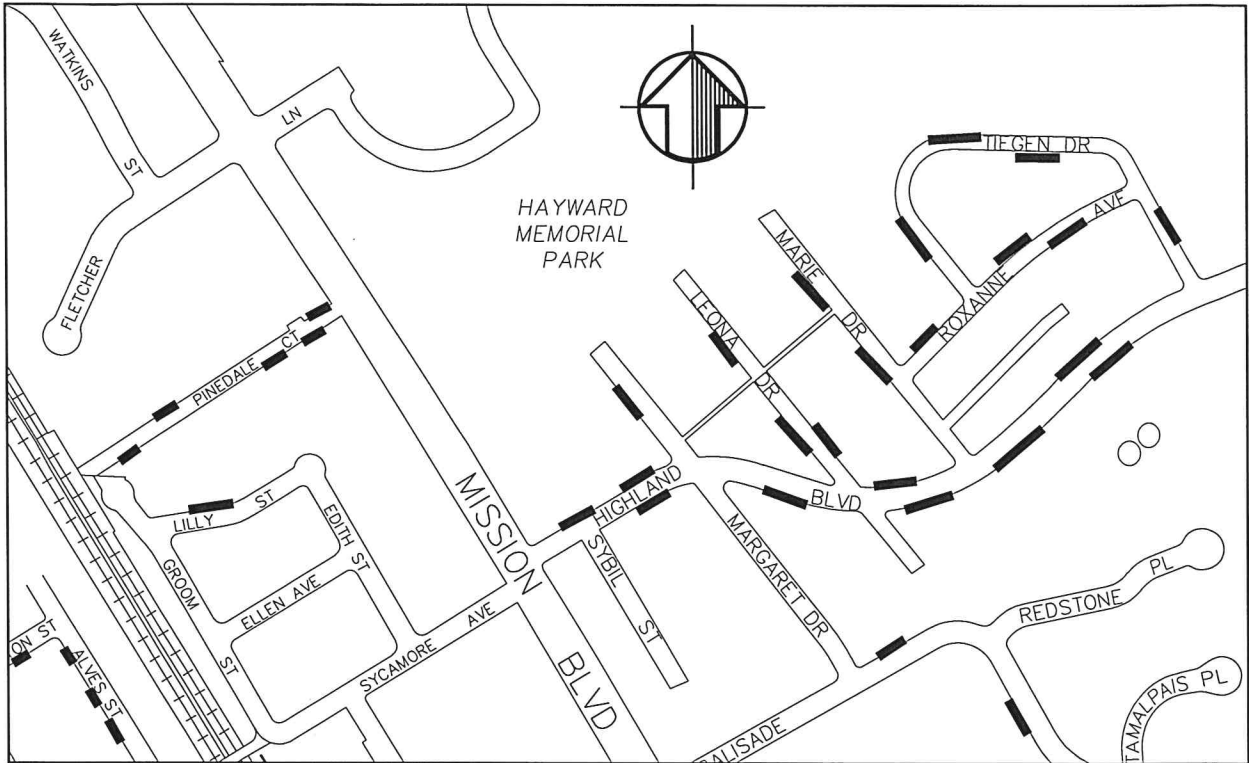 WATKINS
ST
LN
FLETCHER
HAYWARD
MEMORIAL
PARK
TIEGEN DR
ROXANNE AVE
MARIE DR
LEONA DR
PINEDALE CT
LILLY ST
EDITH ST
GROOM ST
ELLEN AVE
SYCAMORE AVE
MISSION BLVD
HIGHLAND BLVD
SYBIL ST
MARGARET DR
REDSTONE PL
TAMALPAIS PL
ALISADE
ON ST
ALVES ST